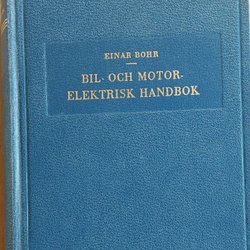 EINAR BOHR
BIL- OCH MOTOR-
ELEKTRISK HANDBOK